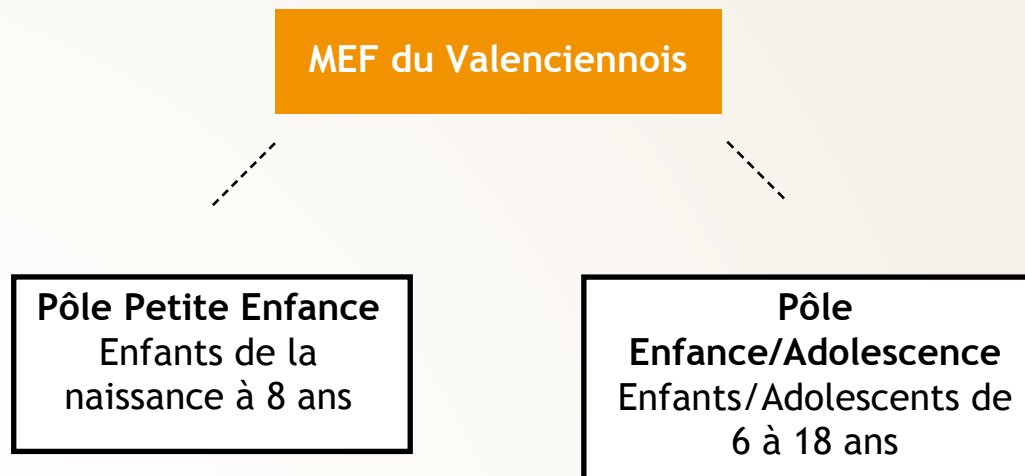 MEF du Valenciennois
Pôle Petite Enfance
Enfants de la
naissance à 8 ans
Pôle
Enfance/Adolescence
Enfants/Adolescents de
6 à 18 ans